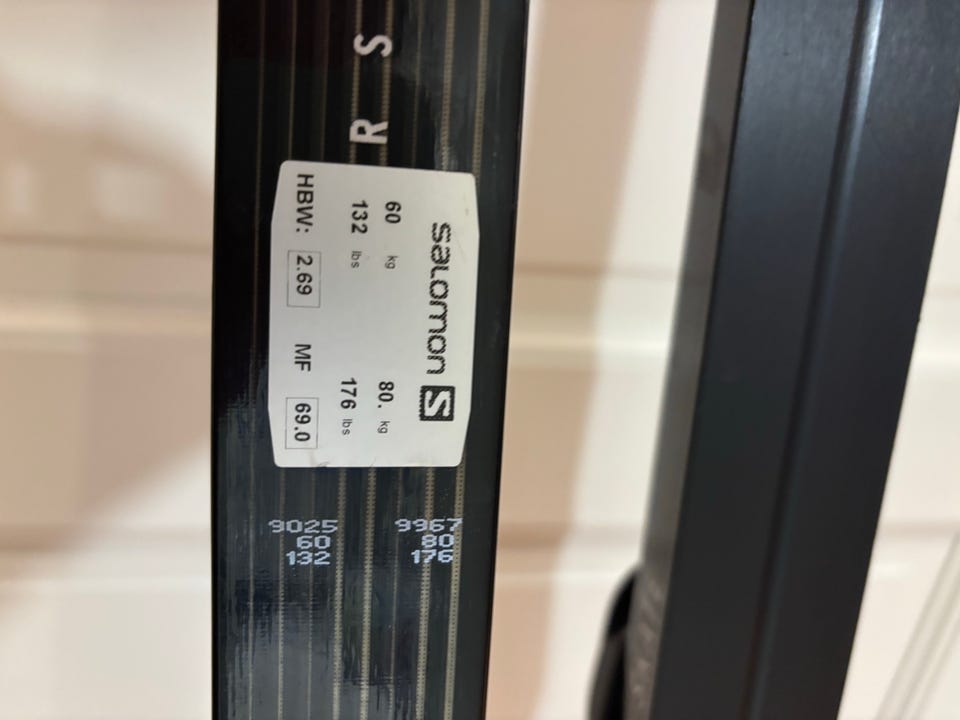 R S
salomon S
60 kg 80. kg
132 lbs 176 lbs
HBW: 2.69 MF 69.0
9025 9967
60 80
132 176